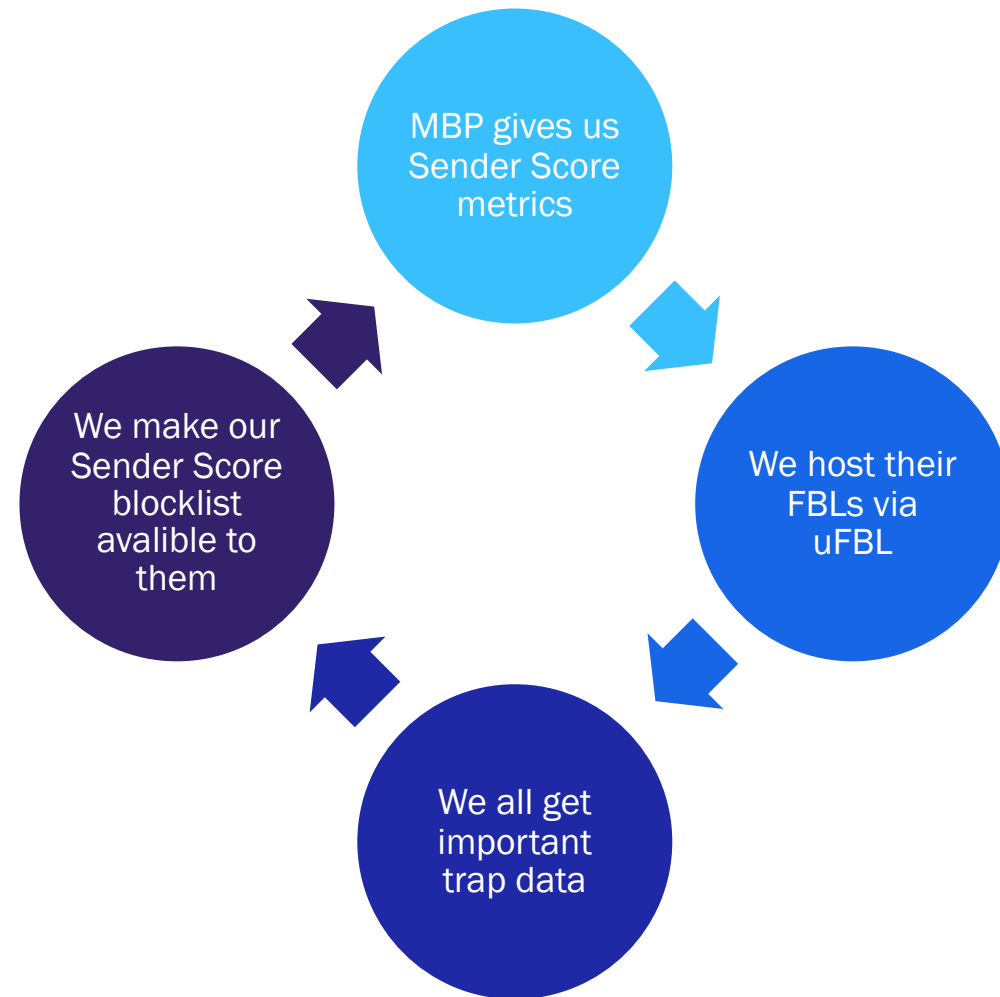 MBP gives us
Sender Score
metrics
We host their
FBLs via
uFBL
We all get
important
trap data
We make our
Sender Score
blocklist
avalible to
them